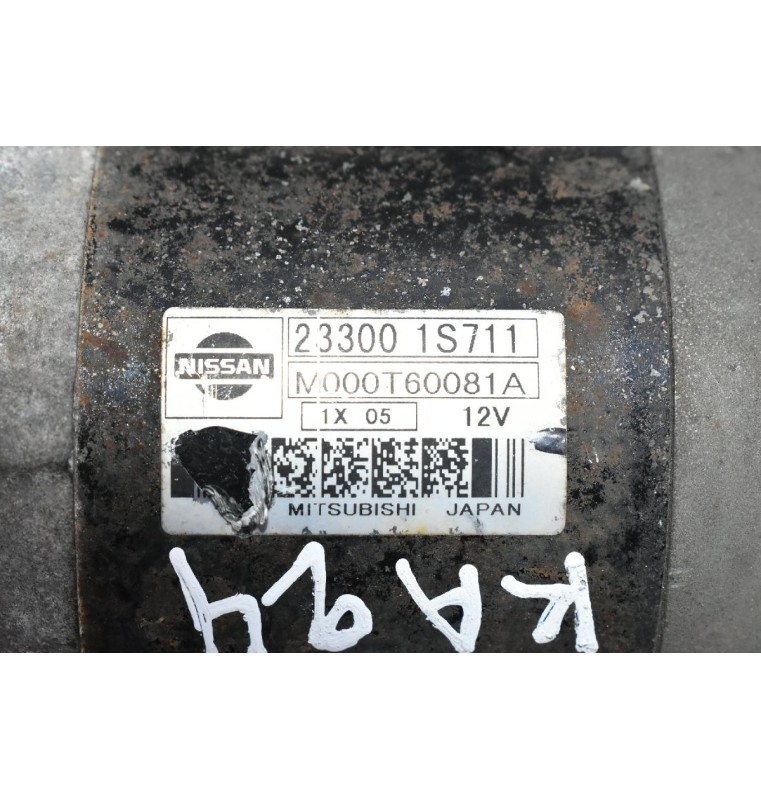 NISSAN
23300 1S711
M000T60081A
1X 05 12V
MITSUBISHI JAPAN
KA24